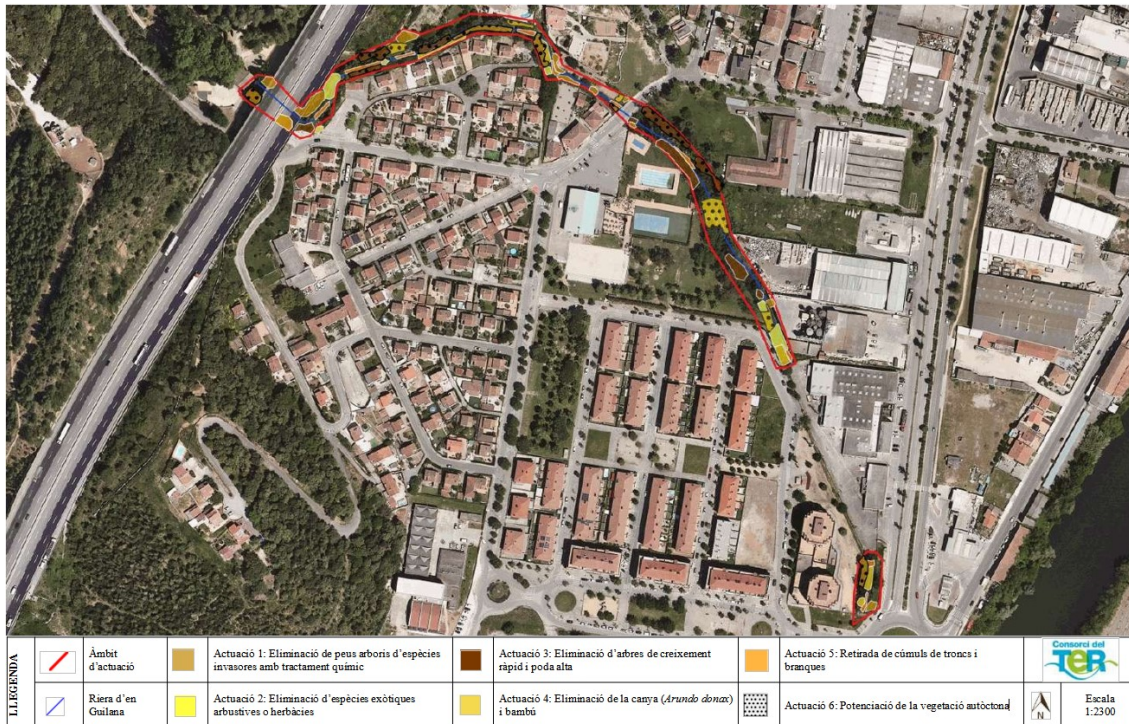 LLEGENDA
Àmbit
d'actuació
Actuació 1: Eliminació de peus arboris d'espècies
invasores amb tractament químic
Actuació 3: Eliminació d'arbres de creixement
ràpid i poda alta
Actuació 5: Retirada de cúmuls de troncs i
branques
Consorci del
TER
Riera d'en
Guilana
Actuació 2: Eliminació d'espècies exòtiques
arbustives o herbàcies
Actuació 4: Eliminació de la canya (Arundo donax)
i bambú
Actuació 6: Potenciació de la vegetació autòctona
N
Escala
1:2300